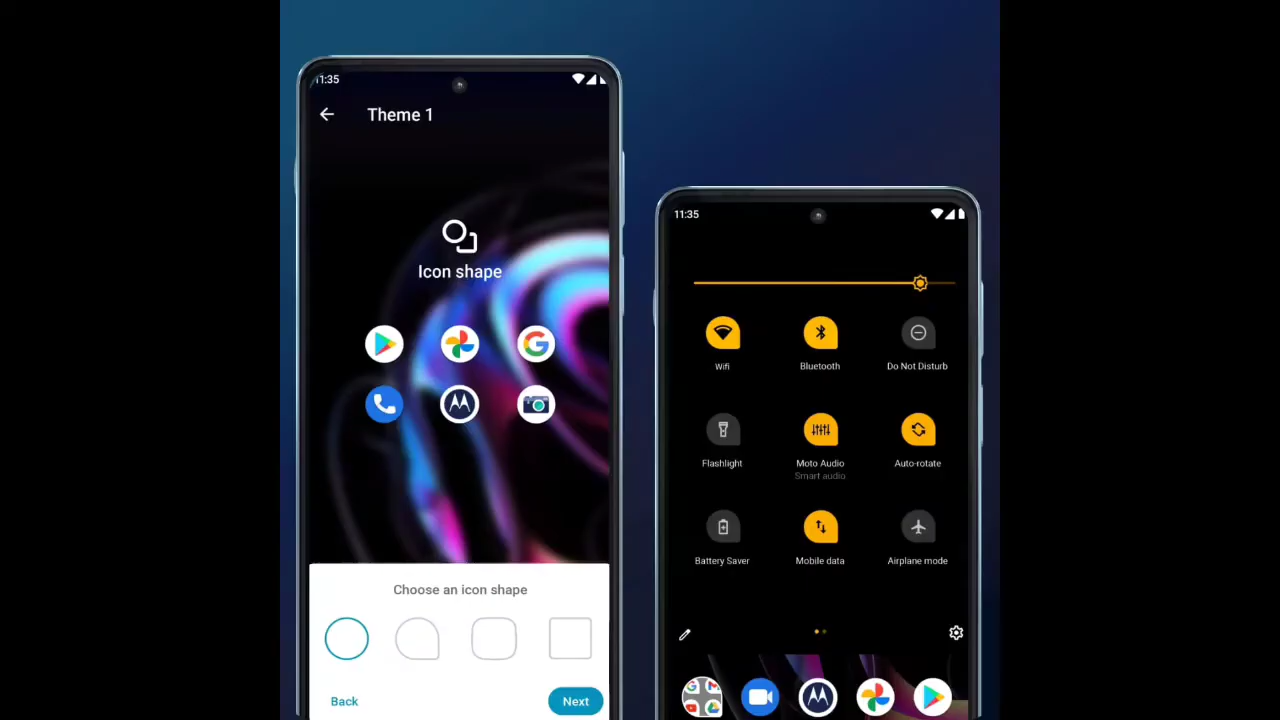 11:35
Theme 1
Icon shape
Choose an icon shape
Back
Next
11:35
Wifi
Bluetooth
Do Not Disturb
Flashlight
Moto Audio
Smart audio
Auto-rotate
Battery Saver
Mobile data
Airplane mode